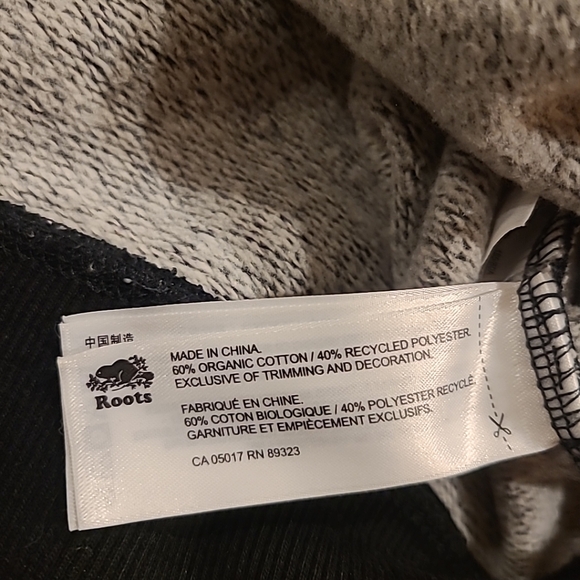 中国制造
Roots
MADE IN CHINA.
60% ORGANIC COTTON / 40% RECYCLED POLYESTER.
EXCLUSIVE OF TRIMMING AND DECORATION.
FABRIQUÉ EN CHINE.
60% COTON BIOLOGIQUE / 40% POLYESTER RECYCLÉ.
GARNITURE ET EMPIÈCEMENT EXCLUSIFS.
CA 05017 RN 89323